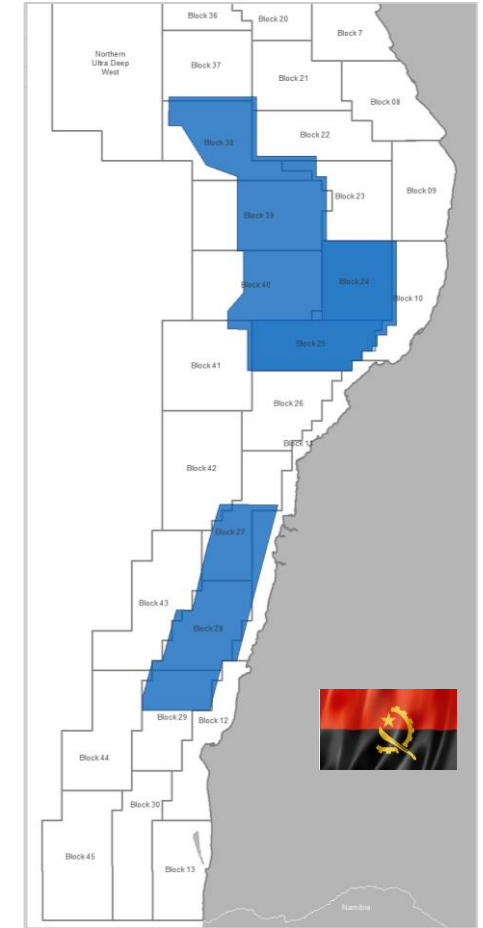 Block 36
Block 20
Block 7
Northern
Ultra Deep
West
Block 37
Block 21
Block 08
Block 22
Block 38
Block 09
Block 23
Block 39
Block 24
Block 40
Block 10
Block 25
Block 41
Block 26
Block 11
Block 42
Block 27
Block 43
Block 28
Block 29
Block 12
Block 44
Block 30
Block 45
Block 13
Namibia